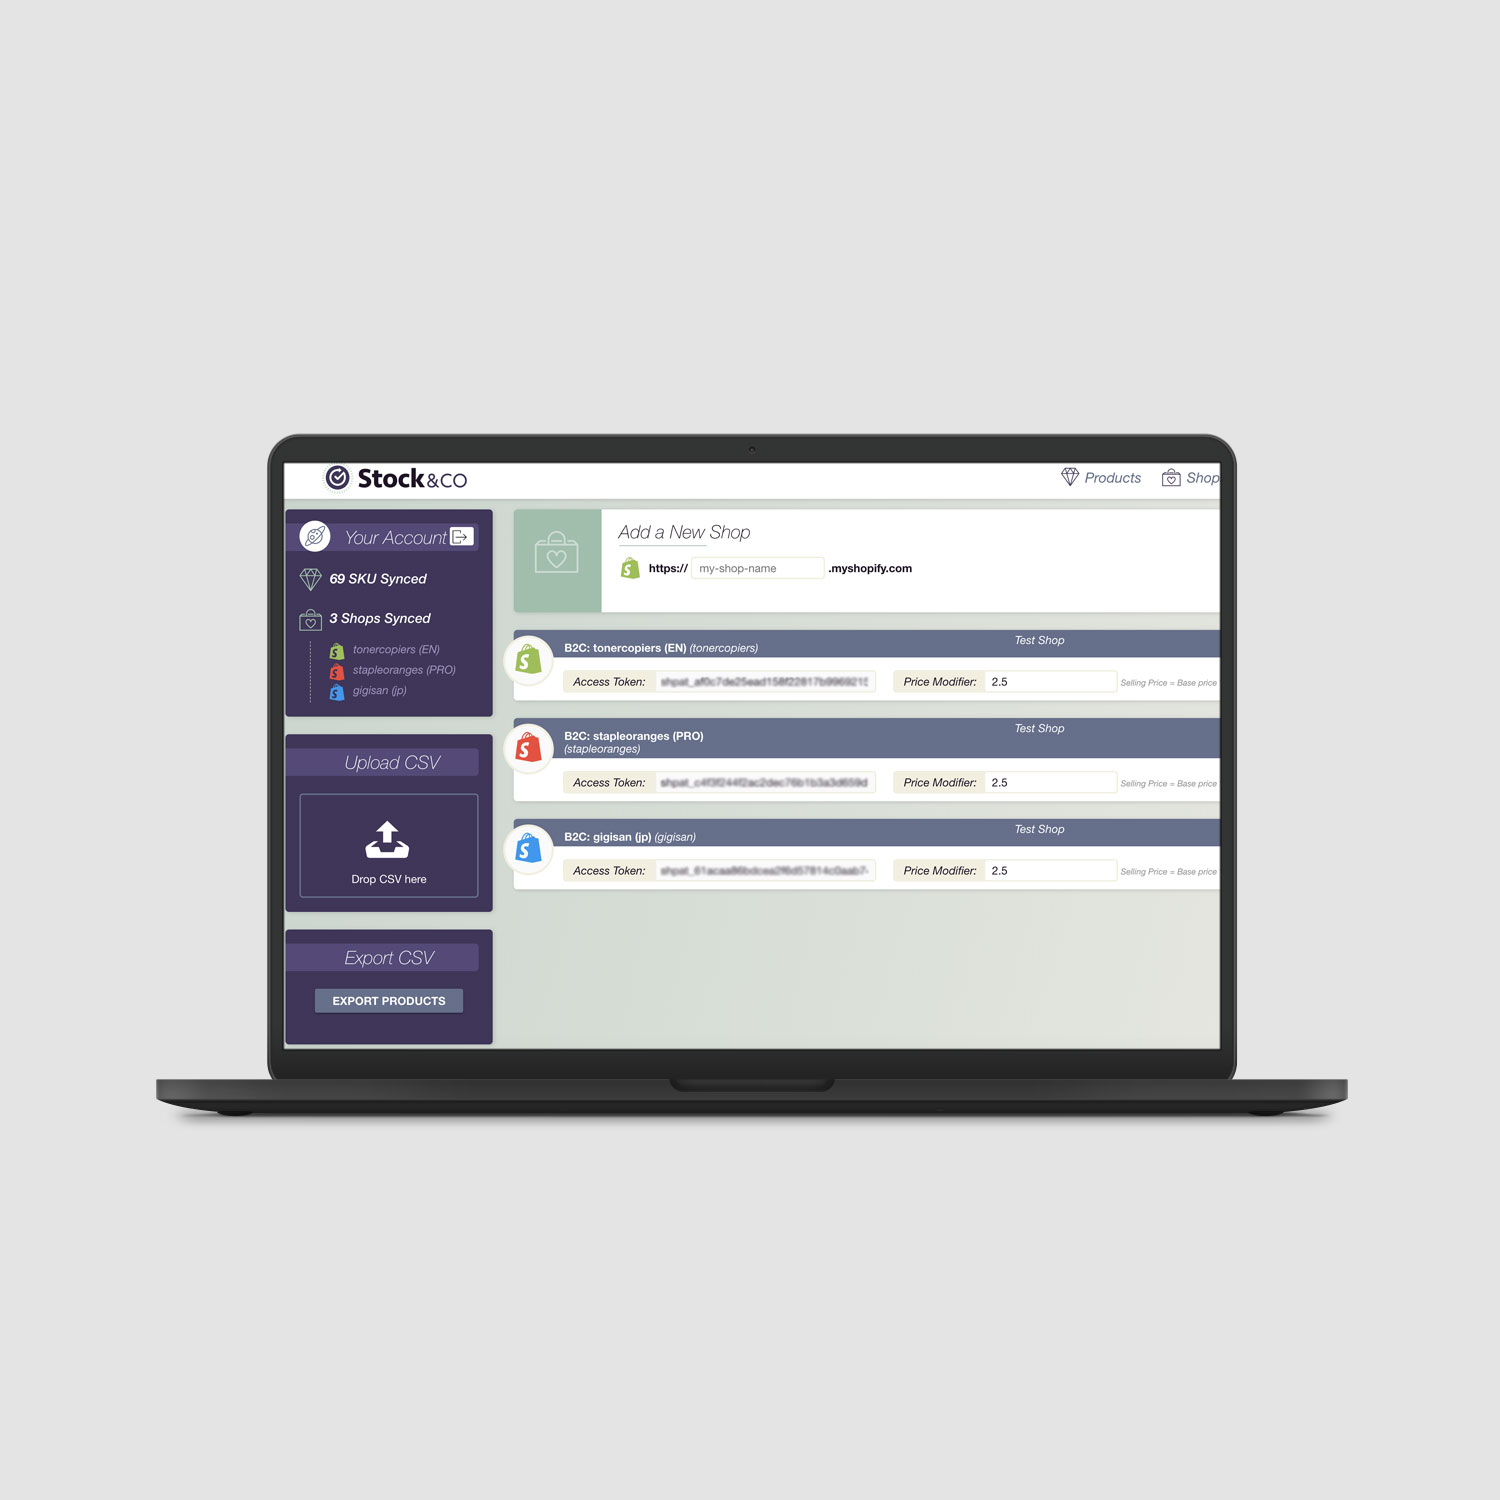 Stock&CO
Products
Shop
Your Account
69 SKU Synced
3 Shops Synced
tonercopiers (EN)
stapleoranges (PRO)
gigisan (jp)
Upload CSV
Drop CSV here
Export CSV
EXPORT PRODUCTS
Add a New Shop
https:// my-shop-name .myshopify.com
B2C: tonercopiers (EN) (tonercopiers)
Test Shop
Access Token:
Price Modifier: 2.5
Selling Price = Base price
B2C: stapleoranges (PRO)
(stapleoranges)
Test Shop
Access Token:
Price Modifier: 2.5
Selling Price = Base price
B2C: gigisan (jp) (gigisan)
Test Shop
Access Token:
Price Modifier: 2.5
Selling Price = Base price